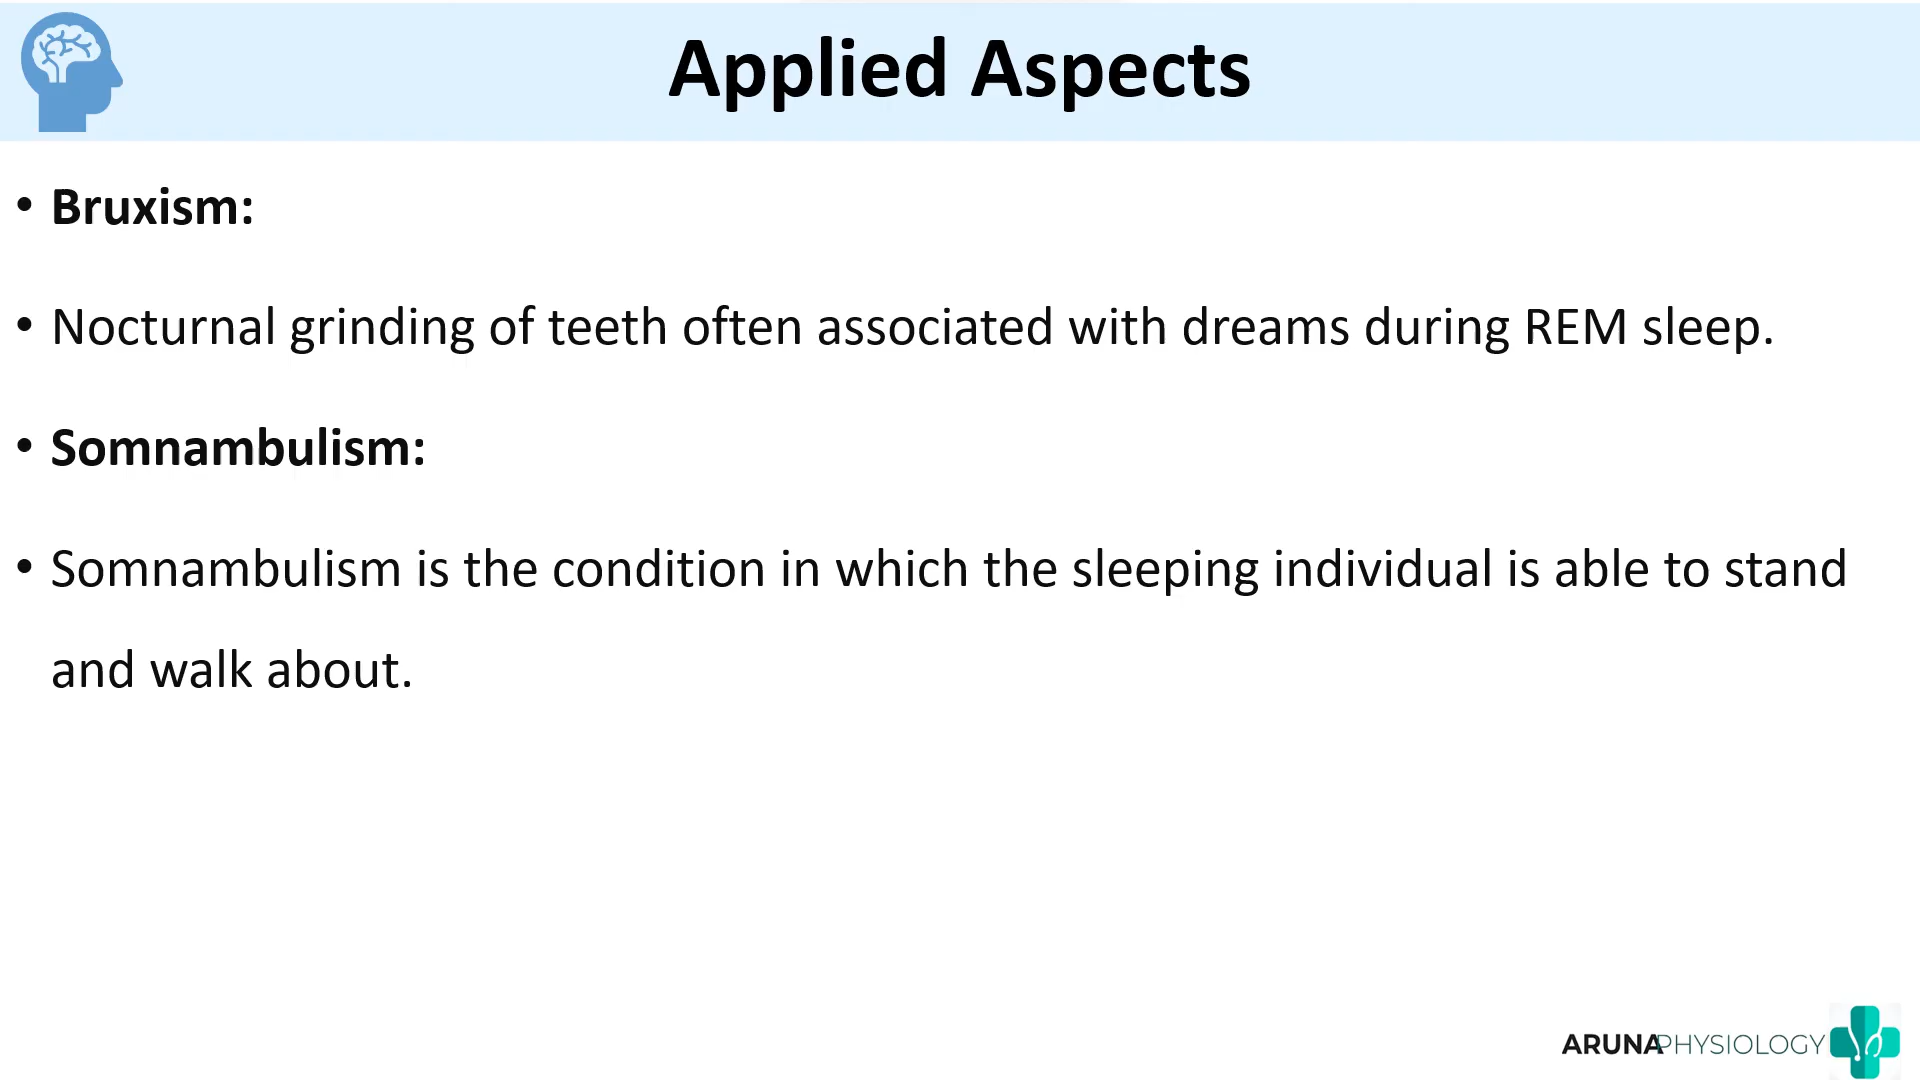 Applied Aspects
• Bruxism:
• Nocturnal grinding of teeth often associated with dreams during REM sleep.
• Somnambulism:
• Somnambulism is the condition in which the sleeping individual is able to stand
and walk about.
ARUNAPHYSIOLOGY